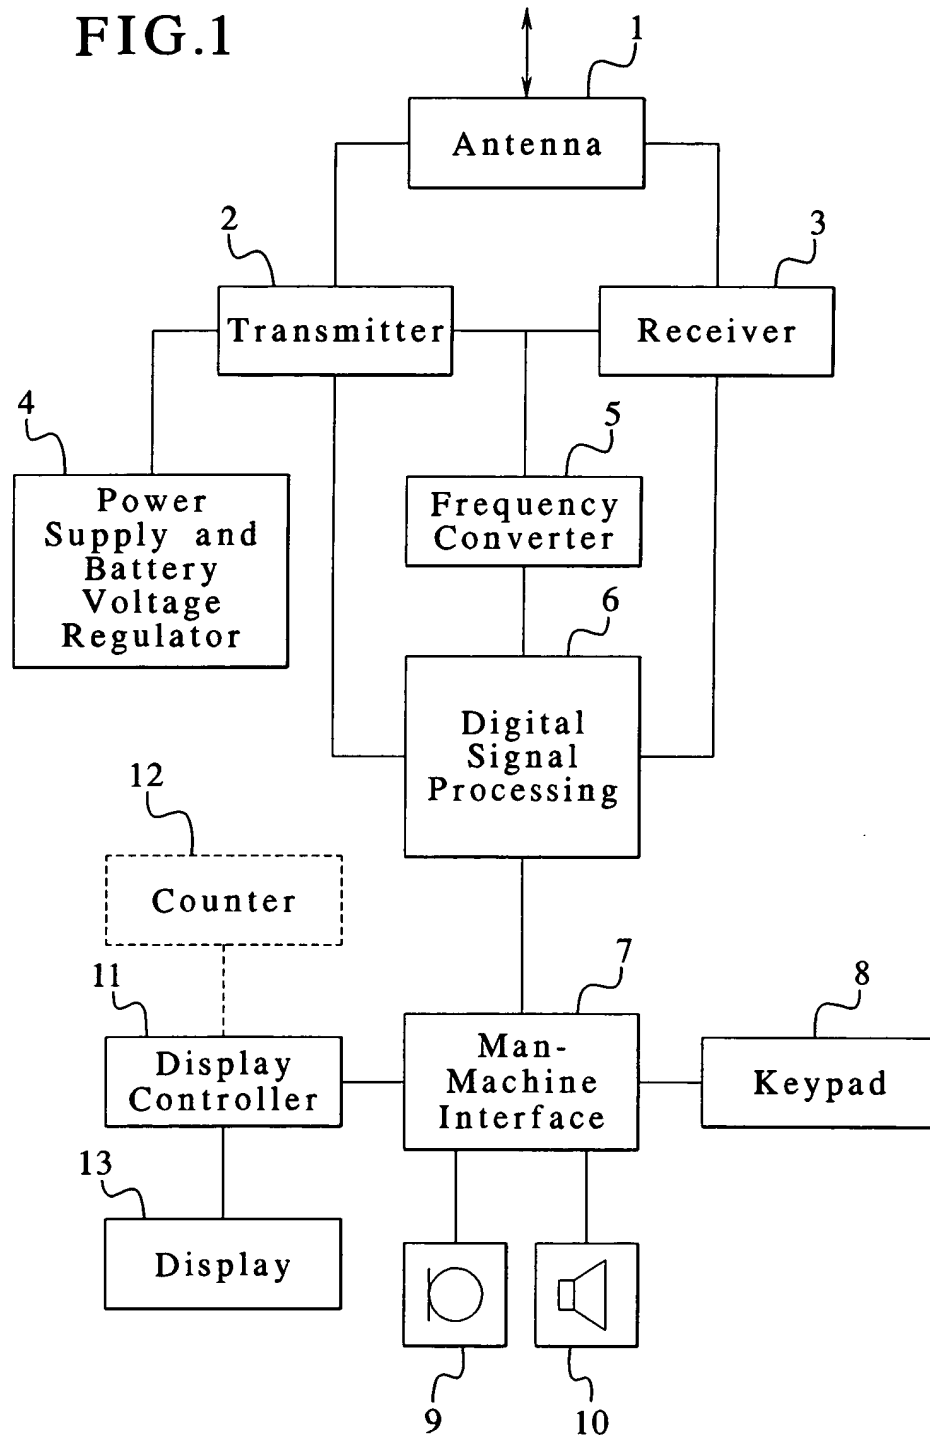 FIG.1
1
Antenna
2
3
Transmitter
Receiver
4
5
Power
Supply and
Battery
Voltage
Regulator
Frequency
Converter
6
Digital
Signal
Processing
12
Counter
11
7
8
Display
Controller
Man-
Machine
Interface
Keypad
13
Display
9
10